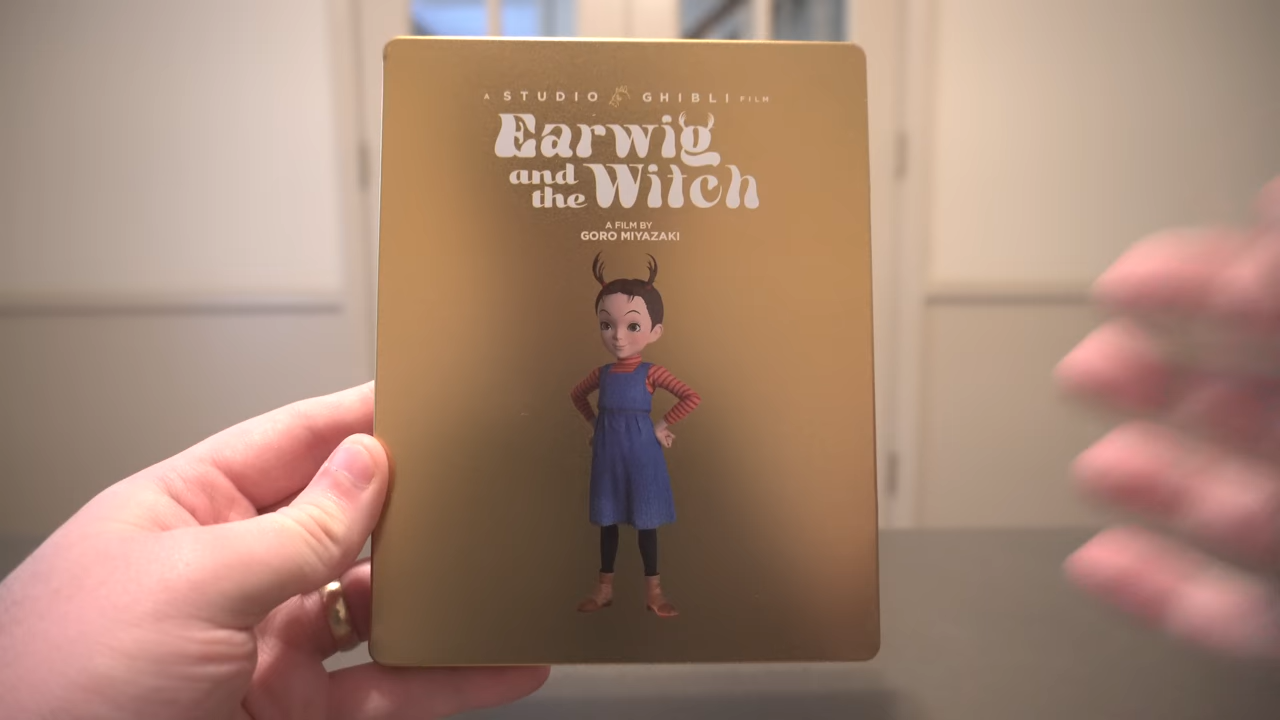 A STUDIO GHIBLI FILM
Earwig
and the Witch
A FILM BY
GORO MIYAZAKI